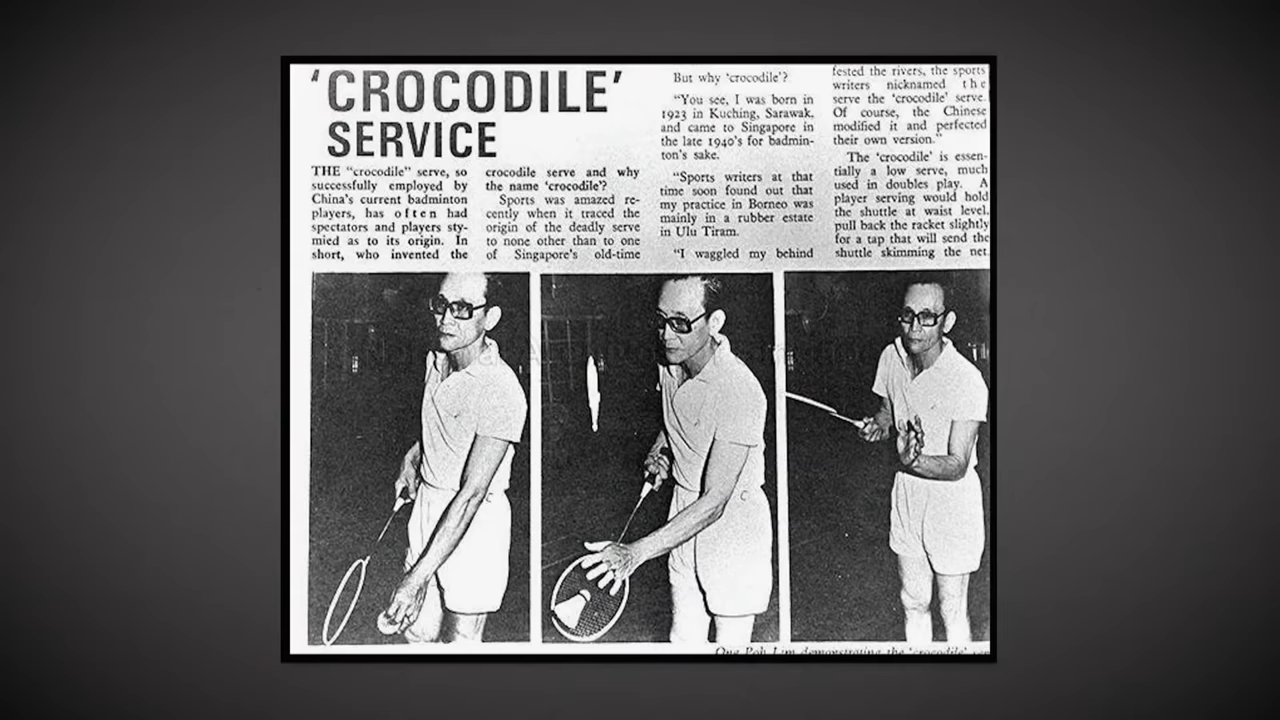 'CROCODILE'
SERVICE
THE "crocodile" serve, so
successfully employed by
China's current badminton
players, has often had
spectators and players sty-
mied as to its origin. In
short, who invented the
crocodile serve and why
the name 'crocodile'?
Sports was amazed re-
cently when it traced the
origin of the deadly serve
to none other than to one
of Singapore's old-time
But why 'crocodile'?
"You see, I was born in
1923 in Kuching, Sarawak,
and came to Singapore in
the late 1940's for badmin-
ton's sake.
"Sports writers at that
time soon found out that
my practice in Borneo was
mainly in a rubber estate
in Ulu Tiram.
"I waggled my behind
fested the rivers, the sports
writers nicknamed the
serve the 'crocodile' serve.
Of course, the Chinese
modified it and perfected
their own version."
The 'crocodile' is essen-
tially a low serve, much
used in doubles play. A
player serving would hold
the shuttle at waist level,
pull back the racket slightly
for a tap that will send the
shuttle skimming the net.
Ong Poh Lim demonstrating the 'crocodile'